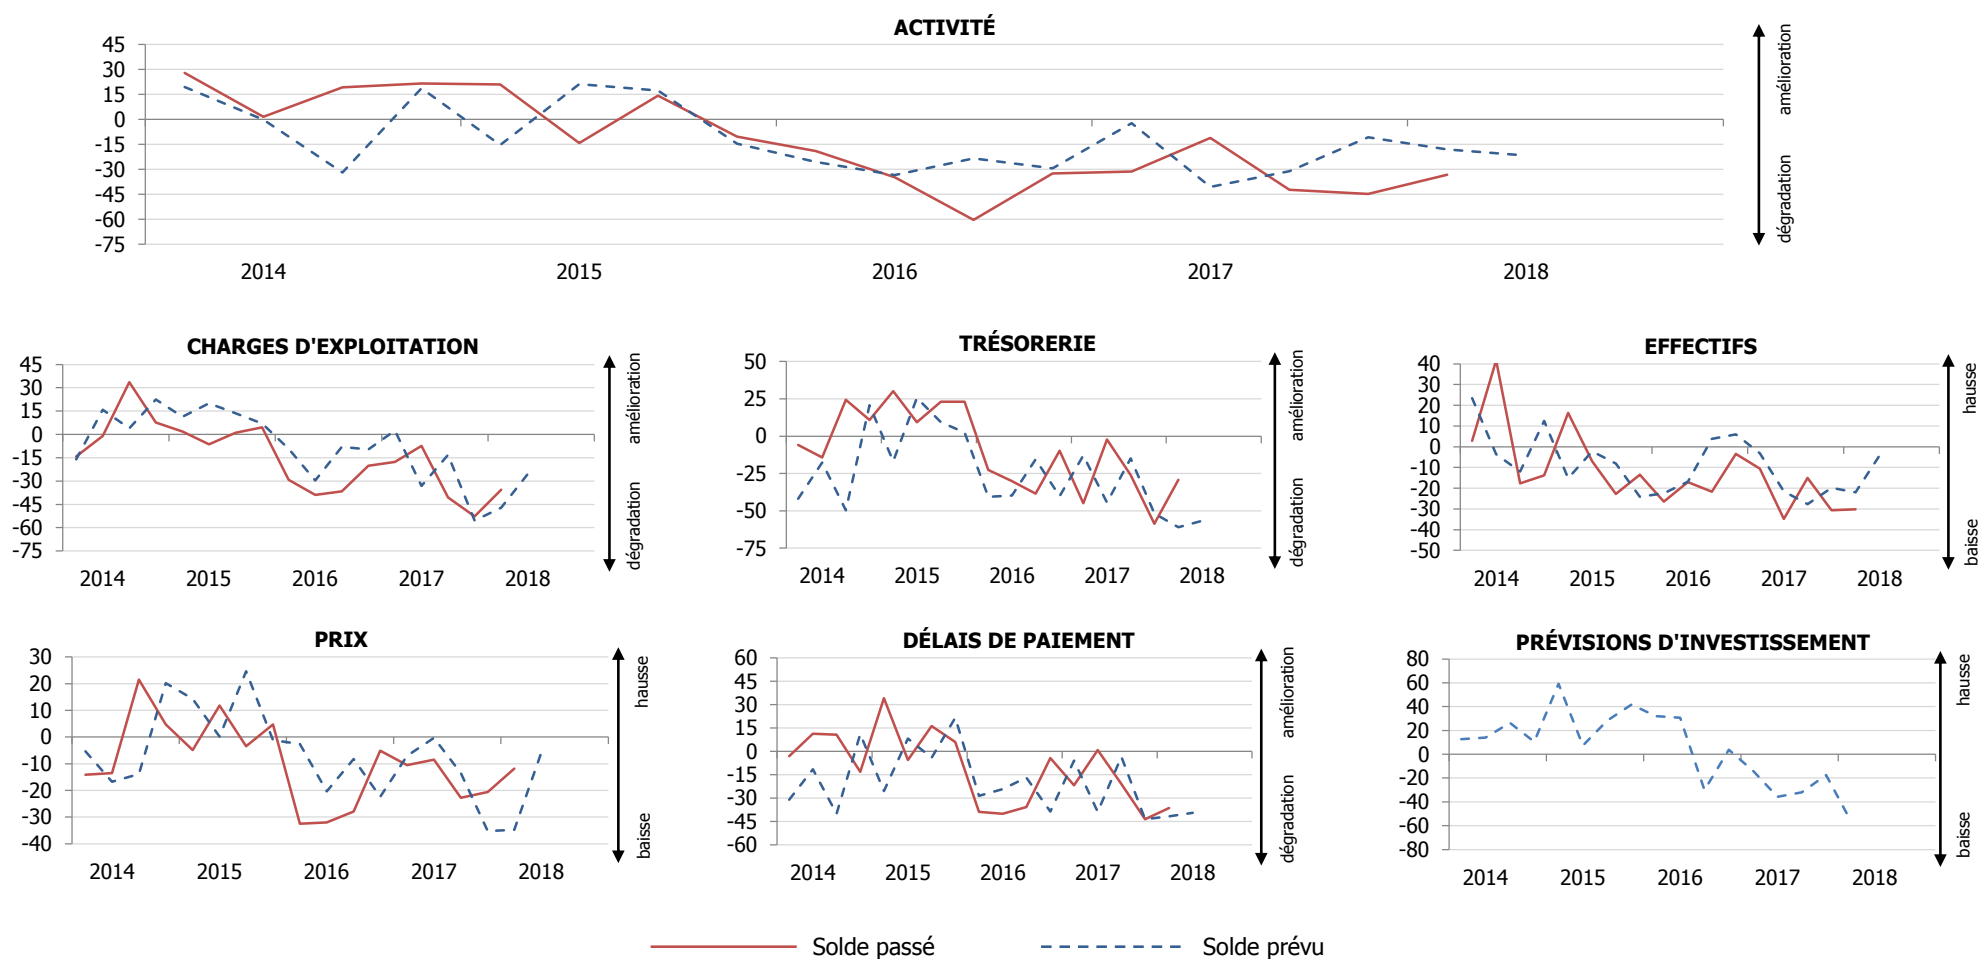 ACTIVITÉ
45
30
15
0
-15
-30
-45
-60
-75
2014 2015 2016 2017 2018
amélioration
dégradation
CHARGES D'EXPLOITATION
45
30
15
0
-15
-30
-45
-60
-75
2014 2015 2016 2017 2018
amélioration
dégradation
TRÉSORERIE
50
25
0
-25
-50
-75
2014 2015 2016 2017 2018
amélioration
dégradation
EFFECTIFS
40
30
20
10
0
-10
-20
-30
-40
-50
2014 2015 2016 2017 2018
hausse
baisse
PRIX
30
20
10
0
-10
-20
-30
-40
2014 2015 2016 2017 2018
hausse
baisse
DÉLAIS DE PAIEMENT
60
45
30
15
0
-15
-30
-45
-60
2014 2015 2016 2017 2018
amélioration
dégradation
PRÉVISIONS D'INVESTISSEMENT
80
60
40
20
0
-20
-40
-60
-80
2014 2015 2016 2017 2018
hausse
baisse
Solde passé Solde prévu